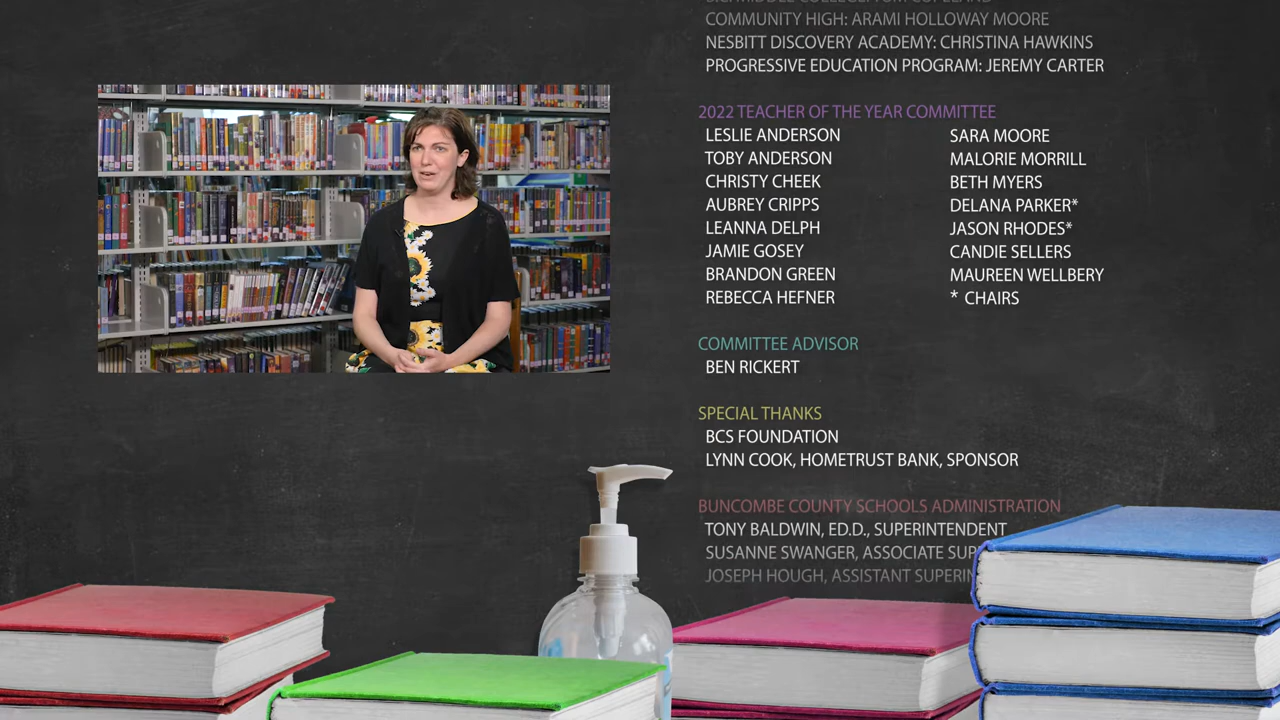 COMMUNITY HIGH: ARAMI HOLLOWAY MOORE
NESBITT DISCOVERY ACADEMY: CHRISTINA HAWKINS
PROGRESSIVE EDUCATION PROGRAM: JEREMY CARTER
2022 TEACHER OF THE YEAR COMMITTEE
LESLIE ANDERSON
TOBY ANDERSON
CHRISTY CHEEK
AUBREY CRIPPS
LEANNA DELPH
JAMIE GOSEY
BRANDON GREEN
REBECCA HEFNER
SARA MOORE
MALORIE MORRILL
BETH MYERS
DELANA PARKER*
JASON RHODES*
CANDIE SELLERS
MAUREEN WELLBERY
* CHAIRS
COMMITTEE ADVISOR
BEN RICKERT
SPECIAL THANKS
BCS FOUNDATION
LYNN COOK, HOMETRUST BANK, SPONSOR
BUNCOMBE COUNTY SCHOOLS ADMINISTRATION
TONY BALDWIN, ED.D., SUPERINTENDENT
SUSANNE SWANGER, ASSOCIATE SUP
JOSEPH HOUGH, ASSISTANT SUPERIN